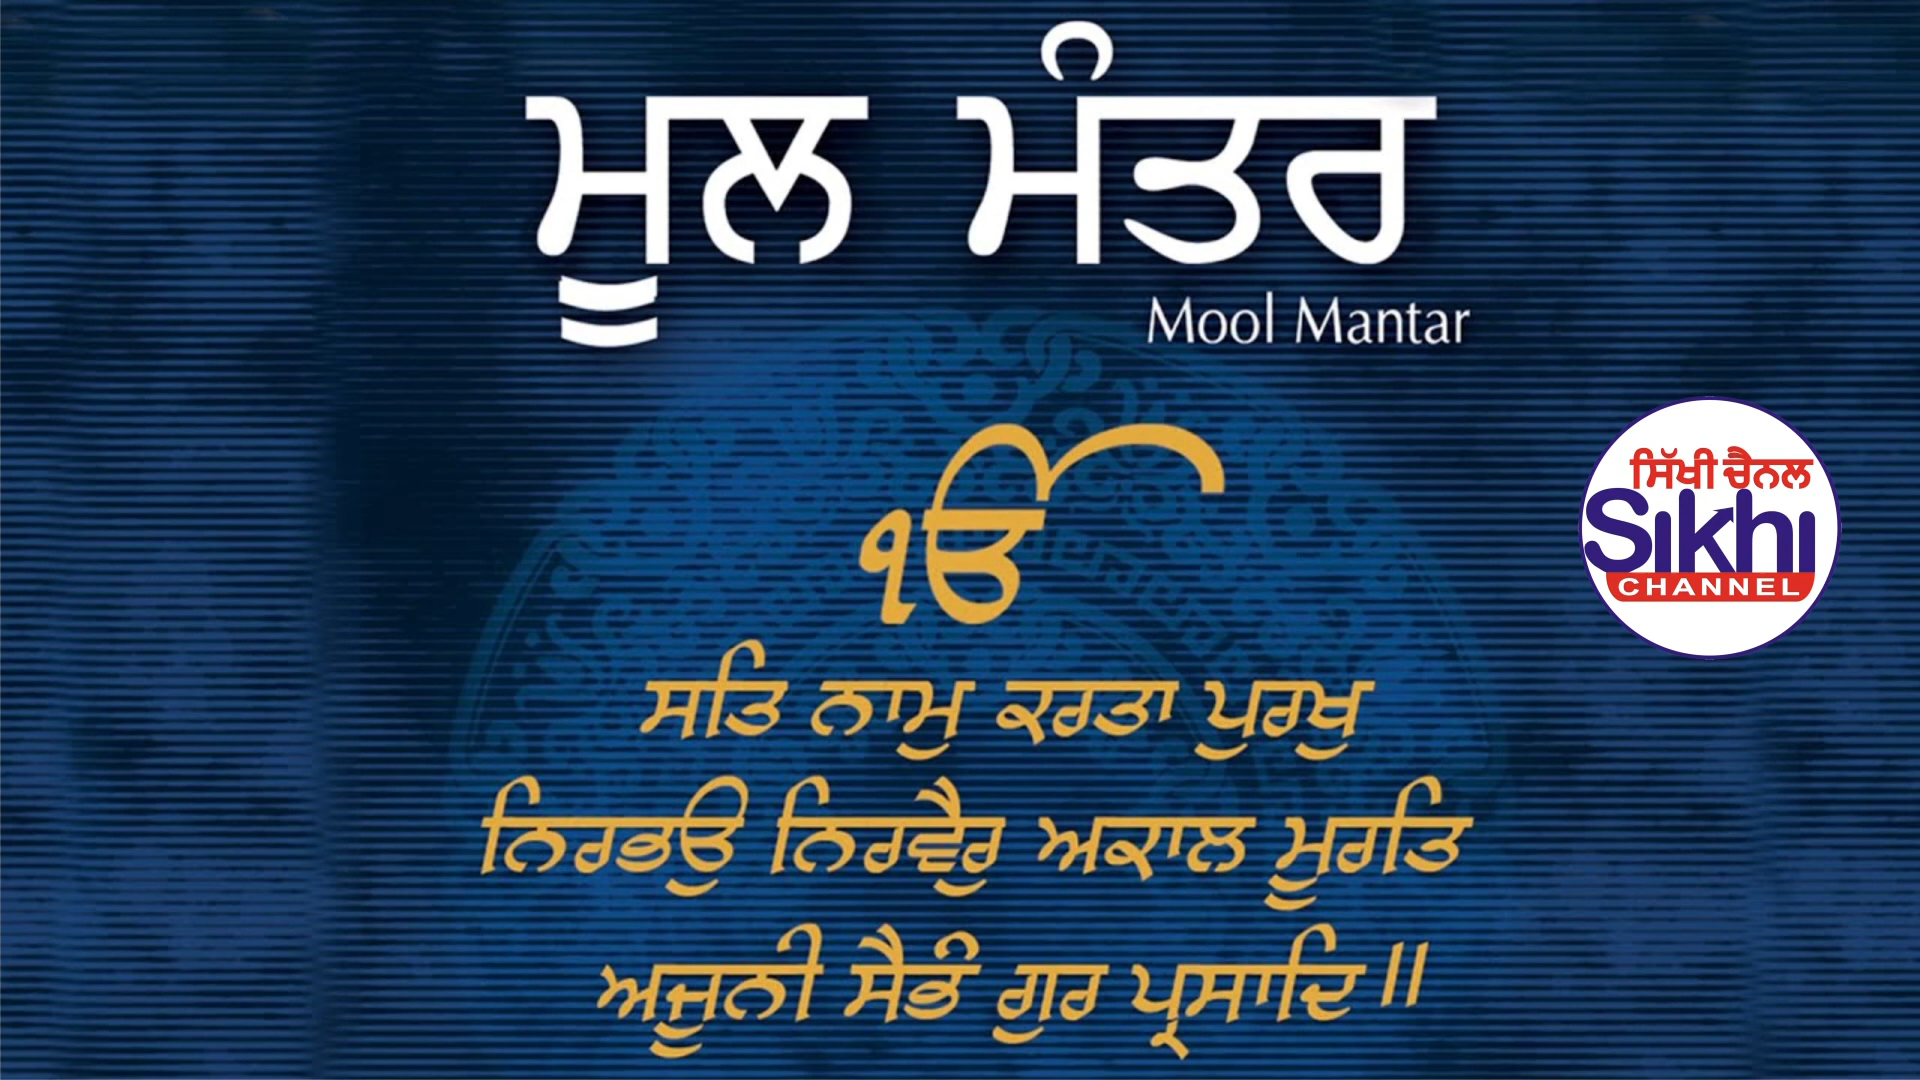 ਮੂਲ ਮੰਤਰ
Mool Mantar
ੴ
ਸਤਿ ਨਾਮੁ ਕਰਤਾ ਪੁਰਖੁ
ਨਿਰਭਉ ਨਿਰਵੈਰੁ ਅਕਾਲ ਮੂਰਤਿ
ਅਜੂਨੀ ਸੈਭੰ ਗੁਰ ਪ੍ਰਸਾਦਿ॥
ਸਿੱਖੀ ਚੈਨਲ
Sikhi
CHANNEL